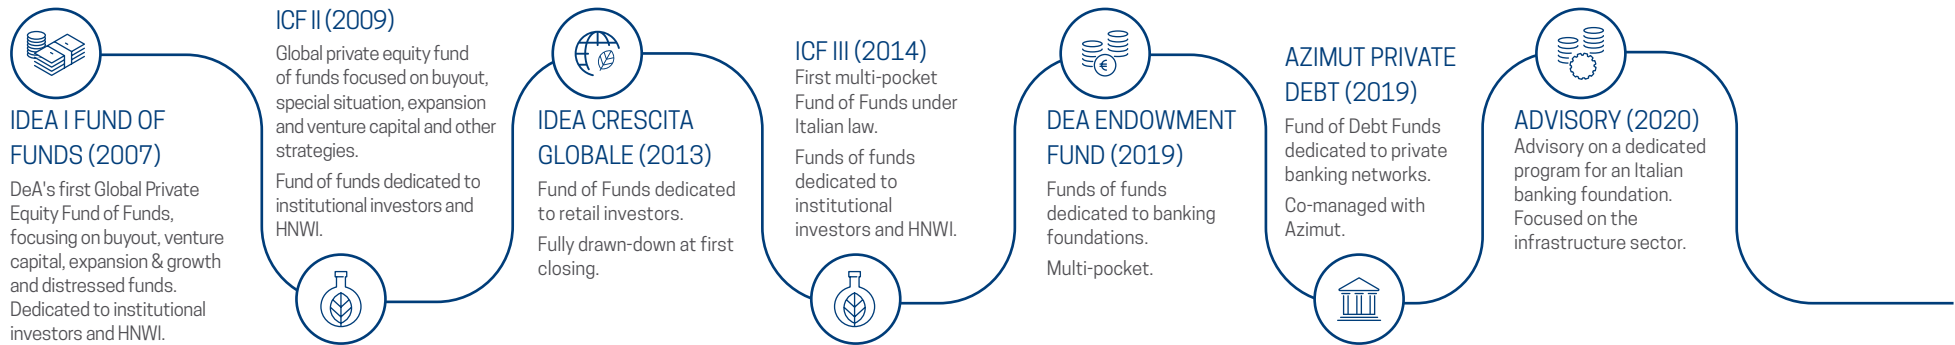 IDEA I FUND OF
FUNDS (2007)
DeA's first Global Private
Equity Fund of Funds,
focusing on buyout, venture
capital, expansion & growth
and distressed funds.
Dedicated to institutional
investors and HNWI.
ICF II (2009)
Global private equity fund
of funds focused on buyout,
special situation, expansion
and venture capital and other
strategies.
Fund of funds dedicated to
institutional investors and
HNWI.
IDEA CRESCITA
GLOBALE (2013)
Fund of Funds dedicated
to retail investors.
Fully drawn-down at first
closing.
ICF III (2014)
First multi-pocket
Fund of Funds under
Italian law.
Funds of funds
dedicated to
institutional
investors and HNWI.
DEA ENDOWMENT
FUND (2019)
Funds of funds
dedicated to banking
foundations.
Multi-pocket.
AZIMUT PRIVATE
DEBT (2019)
Fund of Debt Funds
dedicated to private
banking networks.
Co-managed with
Azimut.
ADVISORY (2020)
Advisory on a dedicated
program for an Italian
banking foundation.
Focused on the
infrastructure sector.